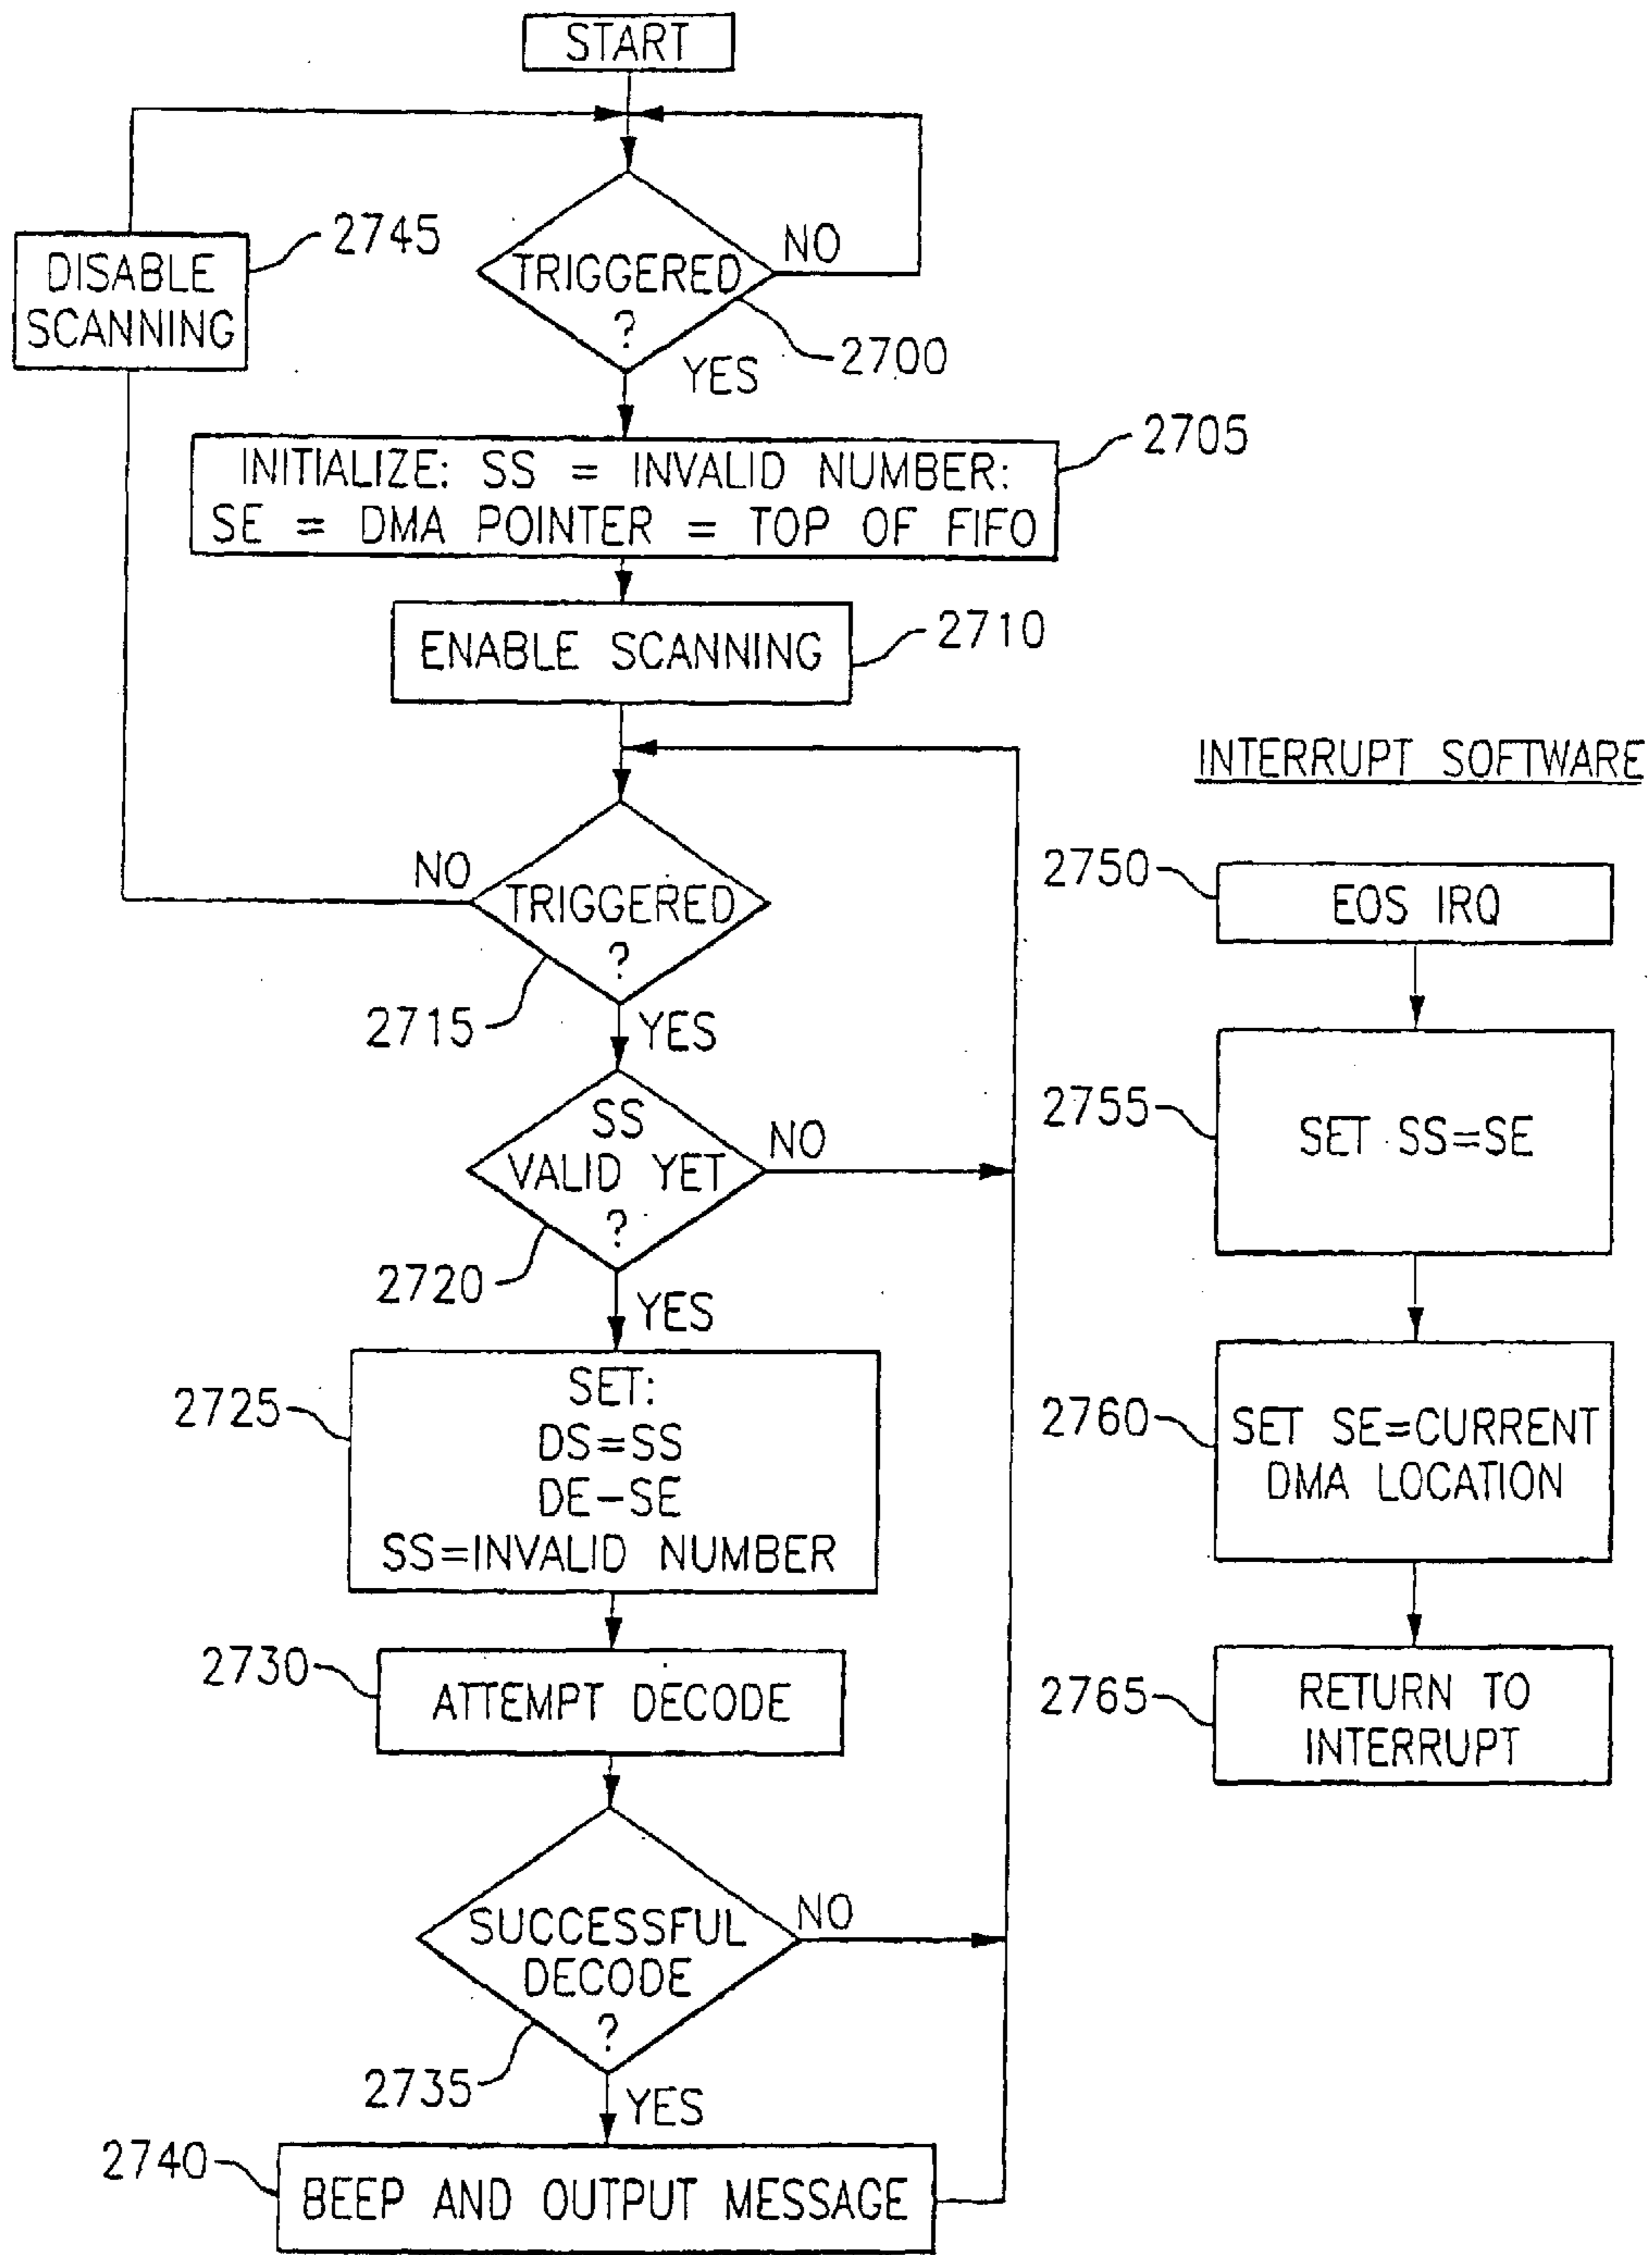 START
2745
DISABLE
SCANNING
TRIGGERED
?
NO
2700
YES
2705
INITIALIZE: SS = INVALID NUMBER:
SE = DMA POINTER = TOP OF FIFO
ENABLE SCANNING
2710
NO
TRIGGERED
?
2715
YES
SS
VALID YET
?
NO
2720
YES
2725
SET:
DS=SS
DE-SE
SS=INVALID NUMBER
2730
ATTEMPT DECODE
SUCCESSFUL
DECODE
?
NO
2735
YES
2740
BEEP AND OUTPUT MESSAGE
INTERRUPT SOFTWARE
2750
EOS IRQ
2755
SET SS=SE
2760
SET SE=CURRENT
DMA LOCATION
2765
RETURN TO
INTERRUPT